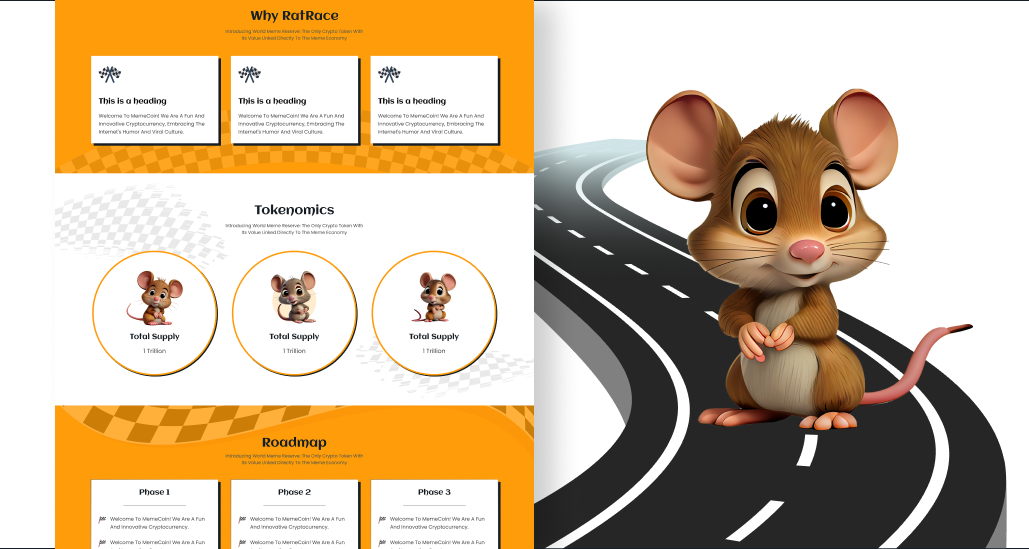 Why RatRace
Introducing World Meme Reserve: The Only Crypto Token With
Its Value Linked Directly To The Meme Economy
This is a heading
Welcome To MemeCoin! We Are A Fun And
Innovative Cryptocurrency, Embracing The
Internet's Humor And Viral Culture.
This is a heading
Welcome To MemeCoin! We Are A Fun And
Innovative Cryptocurrency, Embracing The
Internet's Humor And Viral Culture.
This is a heading
Welcome To MemeCoin! We Are A Fun And
Innovative Cryptocurrency, Embracing The
Internet's Humor And Viral Culture.
Tokenomics
Introducing World Meme Reserve: The Only Crypto Token With
Its Value Linked Directly To The Meme Economy
Total Supply
1 Trillion
Total Supply
1 Trillion
Total Supply
1 Trillion
Roadmap
Introducing World Meme Reserve: The Only Crypto Token With
Its Value Linked Directly To The Meme Economy
Phase 1
Welcome To MemeCoin! We Are A Fun
And Innovative Cryptocurrency.
Welcome To MemeCoin! We Are A Fun
Phase 2
Welcome To MemeCoin! We Are A Fun
And Innovative Cryptocurrency.
Welcome To MemeCoin! We Are A Fun
Phase 3
Welcome To MemeCoin! We Are A Fun
And Innovative Cryptocurrency.
Welcome To MemeCoin! We Are A Fun